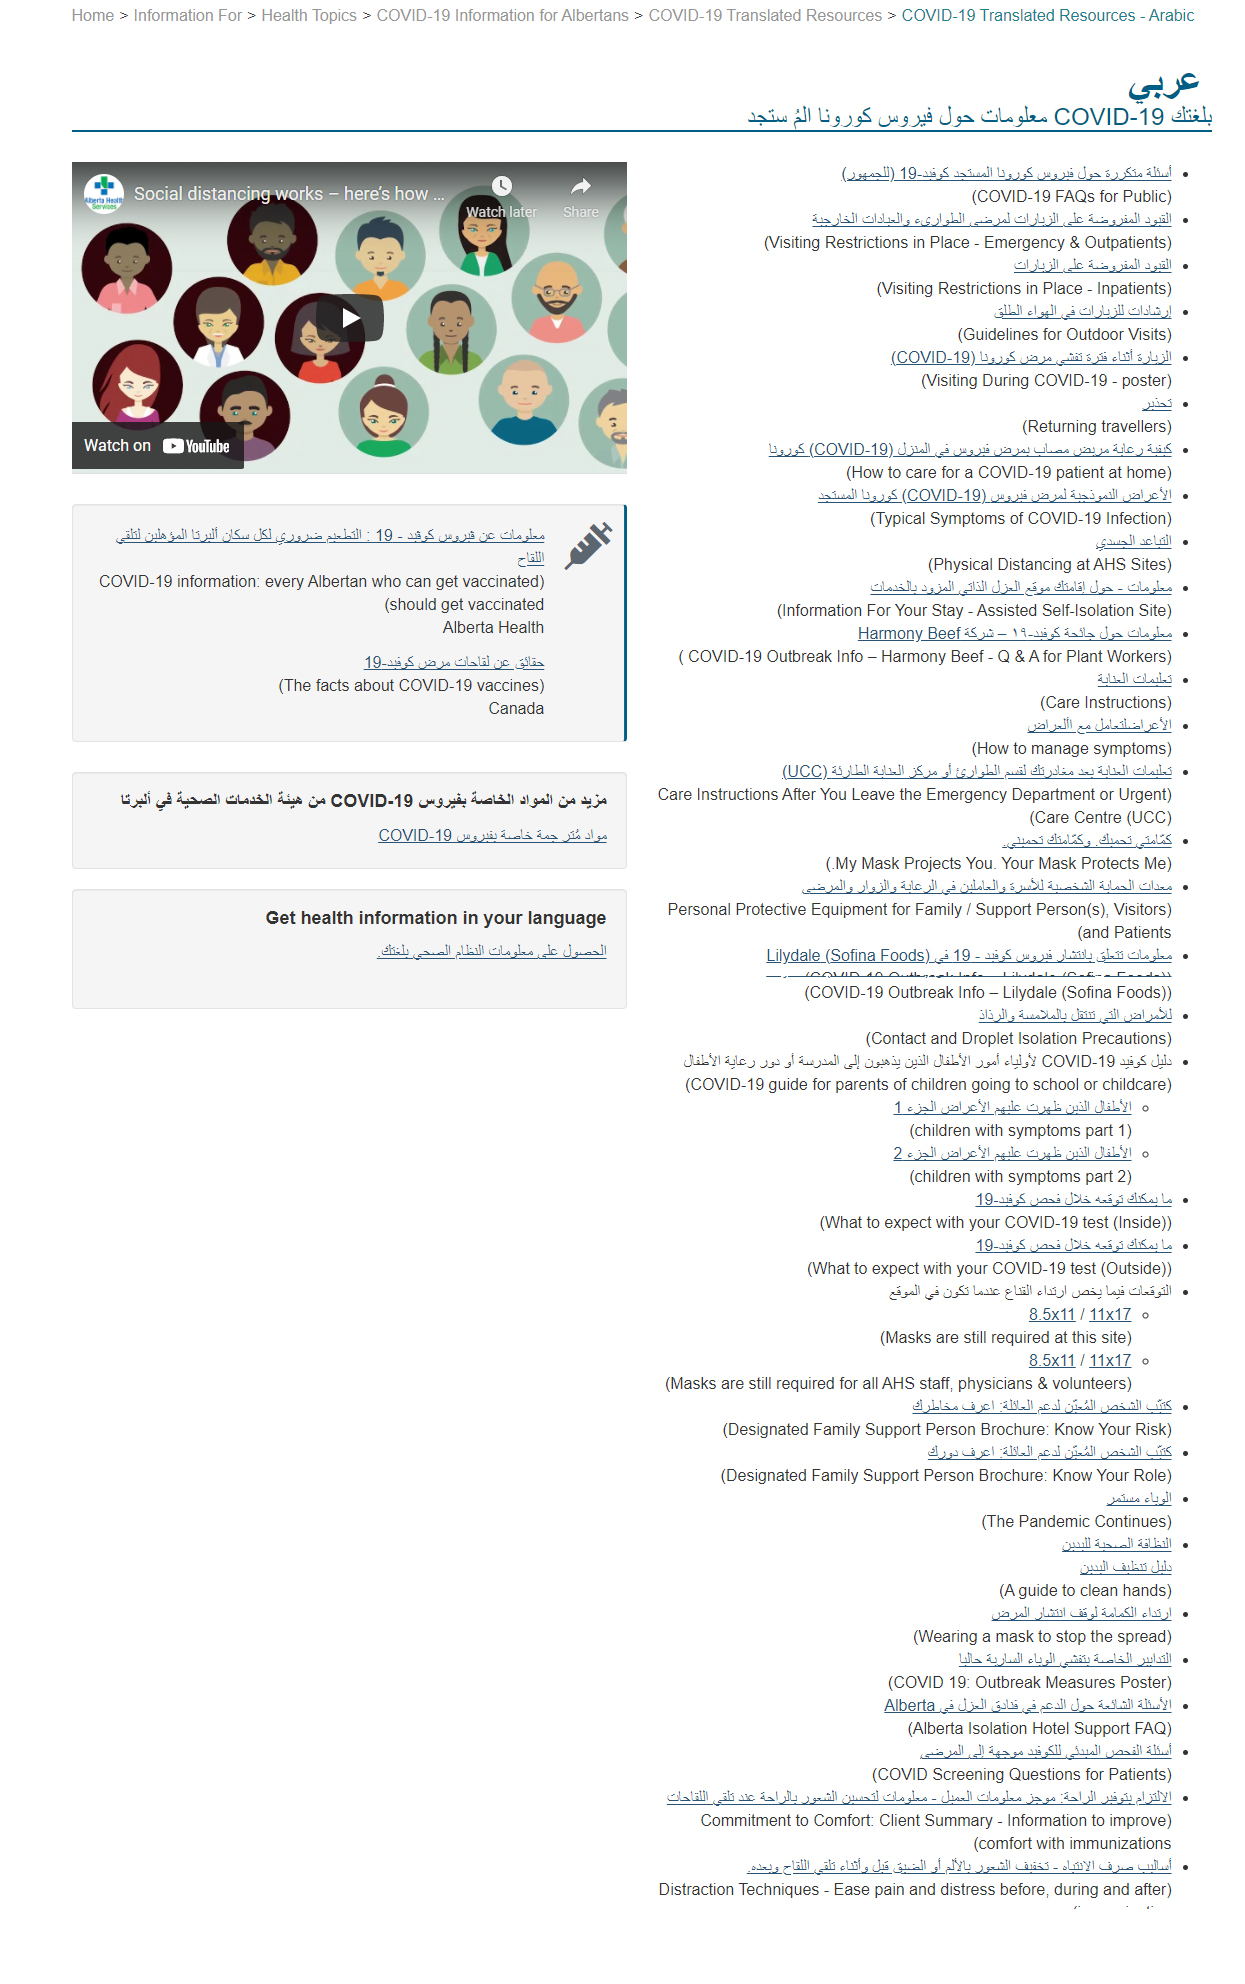 Home > Information For > Health Topics > COVID-19 Information for Albertans > COVID-19 Translated Resources > COVID-19 Translated Resources - Arabic
عربي
بلغتك COVID-19 معلومات حول فيروس كورونا المُ ستجد
Alberta Health Services
Social distancing works – here's how ...
Watch later
Share
Watch on YouTube
معلومات عن فيروس كوفيد - 19 : التطعيم ضروري لكل سكان ألبرتا المؤهلين لتلقي
اللقاح
COVID-19 information: every Albertan who can get vaccinated)
(should get vaccinated
Alberta Health
حقائق عن لقاحات مرض كوفيد-19
(The facts about COVID-19 vaccines)
Canada
مزيد من المواد الخاصة بفيروس COVID-19 من هيئة الخدمات الصحية في ألبرتا
مواد مُتر جمة خاصة بفيروس COVID-19
Get health information in your language
الحصول على معلومات النظام الصحي بلغتك.
أسئلة متكررة حول فيروس كورونا المستجد كوفيد-19 (للجمهور)
(COVID-19 FAQs for Public)
القيود المفروضة على الزيارات لمرضى الطواريء والعيادات الخارجية
(Visiting Restrictions in Place - Emergency & Outpatients)
القيود المفروضة على الزيارات
(Visiting Restrictions in Place - Inpatients)
إرشادات للزيارات في الهواء الطلق
(Guidelines for Outdoor Visits)
الزيارة أثناء فترة تفشي مرض كورونا (COVID-19)
(Visiting During COVID-19 - poster)
تحذير
(Returning travellers)
كيفية رعاية مريض مصاب بمرض فيروس في المنزل (COVID-19) كورونا
(How to care for a COVID-19 patient at home)
الأعراض النموذجية لمرض فيروس (COVID-19) كورونا المستجد
(Typical Symptoms of COVID-19 Infection)
التباعد الجسدي
(Physical Distancing at AHS Sites)
معلومات - حول إقامتك موقع العزل الذاتي المزود بالخدمات
(Information For Your Stay - Assisted Self-Isolation Site)
معلومات حول جائحة كوفيد-١٩ – شركة Harmony Beef
( COVID-19 Outbreak Info – Harmony Beef - Q & A for Plant Workers)
تعليمات العناية
(Care Instructions)
الأعراضلتعامل مع األعراض
(How to manage symptoms)
تعليمات العناية بعد مغادرتك لقسم الطوارئ أو مركز العناية الطارئة (UCC)
Care Instructions After You Leave the Emergency Department or Urgent)
(Care Centre (UCC)
كمّامتي تحميك. وكمّامتك تحميني.
(.My Mask Projects You. Your Mask Protects Me)
معدات الحماية الشخصية للأسرة والعاملين في الرعاية والزوار والمرضى
Personal Protective Equipment for Family / Support Person(s), Visitors)
(and Patients
معلومات تتعلق بانتشار فيروس كوفيد - 19 في Lilydale (Sofina Foods)
(COVID-19 Outbreak Info – Lilydale (Sofina Foods))
للأمراض التي تنتقل بالملامسة والرذاذ
(Contact and Droplet Isolation Precautions)
دليل كوفيد COVID-19 لأولياء أمور الأطفال الذين يذهبون إلى المدرسة أو دور رعاية الأطفال
(COVID-19 guide for parents of children going to school or childcare)
الأطفال الذين ظهرت عليهم الأعراض الجزء 1
(children with symptoms part 1)
الأطفال الذين ظهرت عليهم الأعراض الجزء 2
(children with symptoms part 2)
ما يمكنك توقعه خلال فحص كوفيد-19
(What to expect with your COVID-19 test (Inside))
ما يمكنك توقعه خلال فحص كوفيد-19
(What to expect with your COVID-19 test (Outside))
التوقعات فيما يخص ارتداء القناع عندما تكون في الموقع
8.5x11 / 11x17
(Masks are still required at this site)
8.5x11 / 11x17
(Masks are still required for all AHS staff, physicians & volunteers)
كتيّب الشخص المُعيّن لدعم العائلة: اعرف مخاطرك
(Designated Family Support Person Brochure: Know Your Risk)
كتيّب الشخص المُعيّن لدعم العائلة: اعرف دورك
(Designated Family Support Person Brochure: Know Your Role)
الوباء مستمر
(The Pandemic Continues)
النظافة الصحية لليدين
دليل تنظيف اليدين
(A guide to clean hands)
ارتداء الكمامة لوقف انتشار المرض
(Wearing a mask to stop the spread)
التدابير الخاصة بتفشي الوباء السارية حاليا
(COVID 19: Outbreak Measures Poster)
الأسئلة الشائعة حول الدعم في فنادق العزل في Alberta
(Alberta Isolation Hotel Support FAQ)
أسئلة الفحص المبدئي للكوفيد موجهة إلى المرضى
(COVID Screening Questions for Patients)
الالتزام بتوفير الراحة: موجز معلومات العميل - معلومات لتحسين الشعور بالراحة عند تلقي اللقاحات
Commitment to Comfort: Client Summary - Information to improve)
(comfort with immunizations
أساليب صرف الانتباه - تخفيف الشعور بالألم أو الضيق قبل وأثناء تلقي اللقاح وبعده.
Distraction Techniques - Ease pain and distress before, during and after)